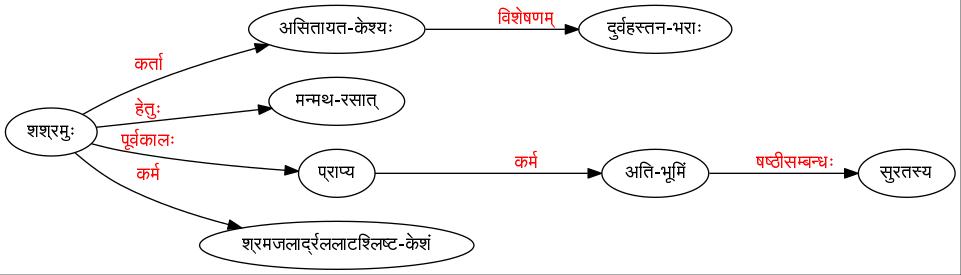 असितायत-केश्यः
विशेषणम्
दुर्वहस्तन-भराः
कर्ता
मन्मथ-रसात्
हेतुः
शश्रमुः
पूर्वकालः
प्राप्य
कर्म
अति-भूमिं
षष्ठीसम्बन्धः
सुरतस्य
कर्म
श्रमजलार्द्रललाटश्लिष्ट-केशं